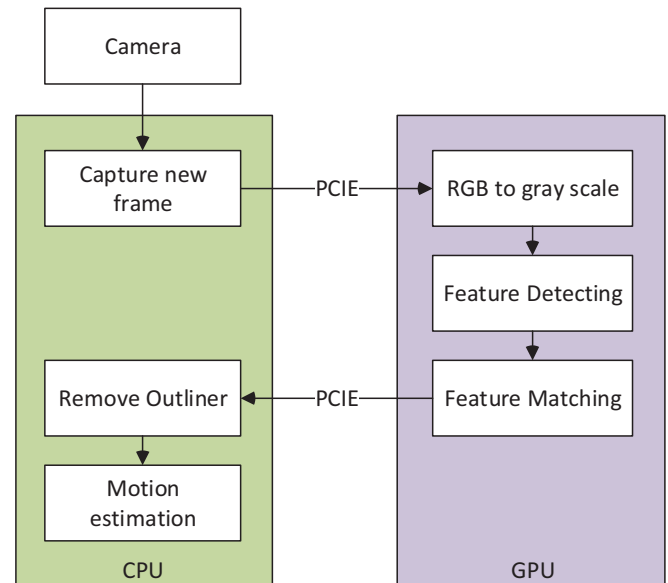 Camera
Capture new
frame
PCIE
RGB to gray scale
Feature Detecting
Remove Outliner
PCIE
Feature Matching
Motion
estimation
CPU
GPU